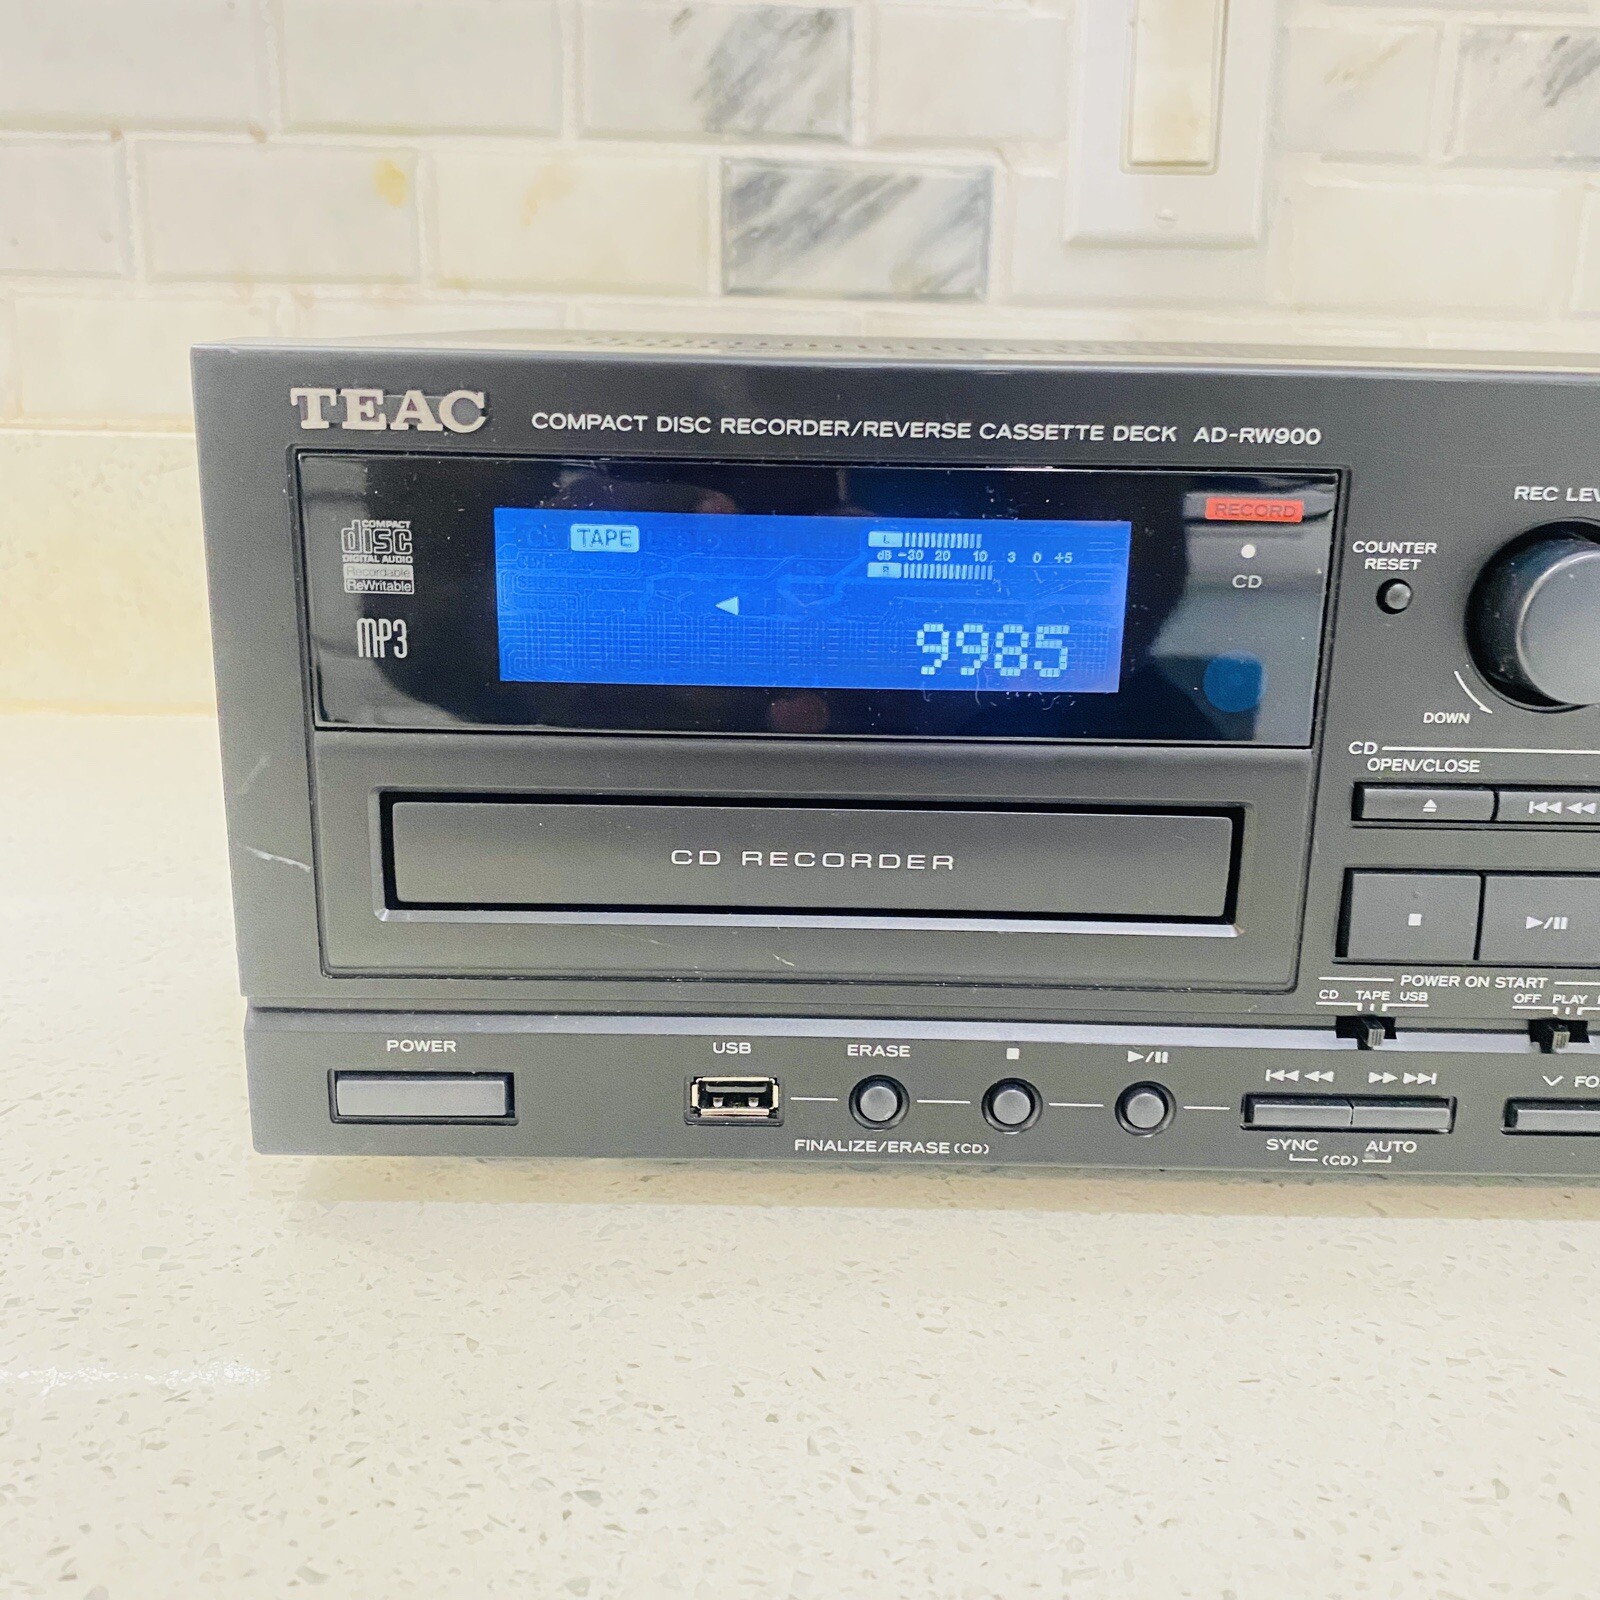 TEAC
COMPACT DISC RECORDER/REVERSE CASSETTE DECK AD-RW900
REC
COMPACT
disc
DIGITAL AUDIO
Recordable
ReWritable
MP3
TAPE
L
dB -30 20 10 3 0 +5
R
9985
RECORD
CD
COUNTER
RESET
DOWN
CD
OPEN/CLOSE
CD RECORDER
POWER ON START
CD TAPE USB
OFF PLAY
POWER
USB
ERASE
FINALIZE/ERASE (CD)
SYNC AUTO
(CD)